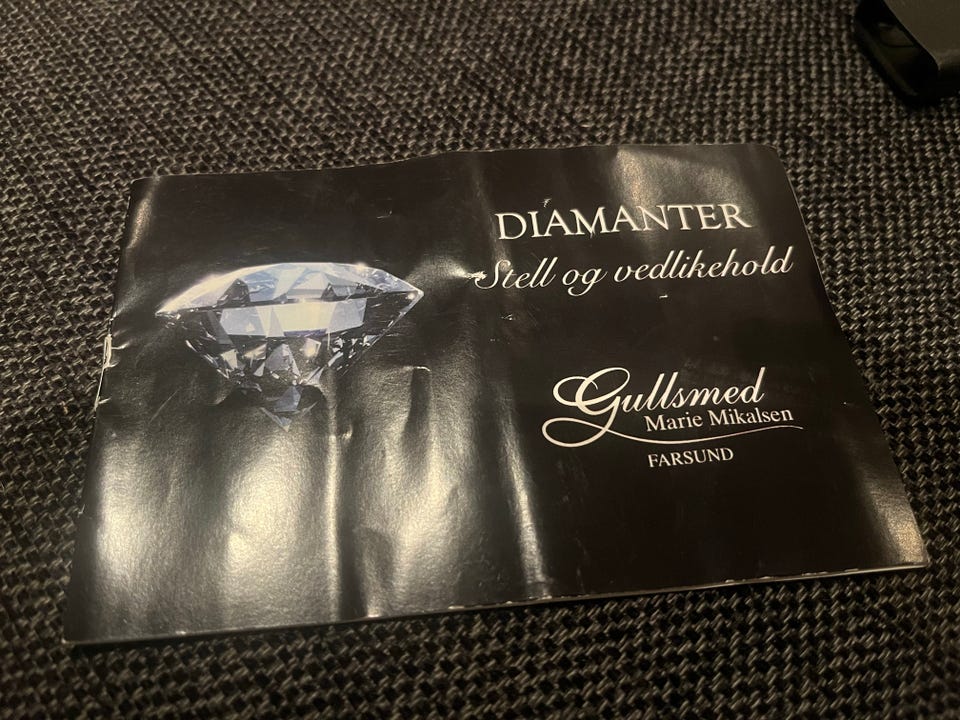 DIAMANTER
Stell og vedlikehold
Gullsmed
Marie Mikalsen
FARSUND